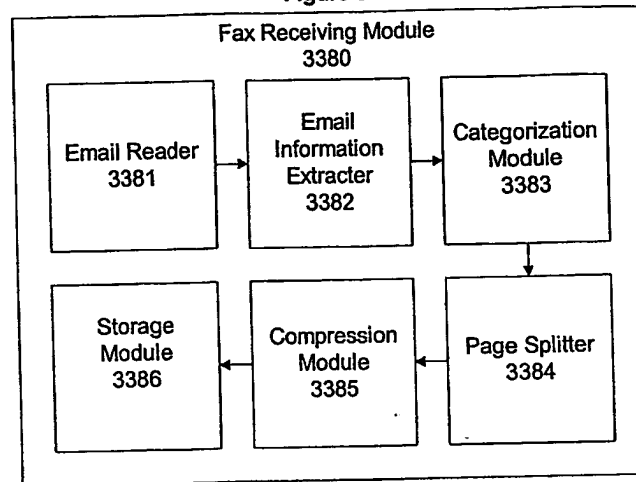 Fax Receiving Module
3380
Email Reader
3381
Email
Information
Extracter
3382
Categorization
Module
3383
Storage
Module
3386
Compression
Module
3385
Page Splitter
3384